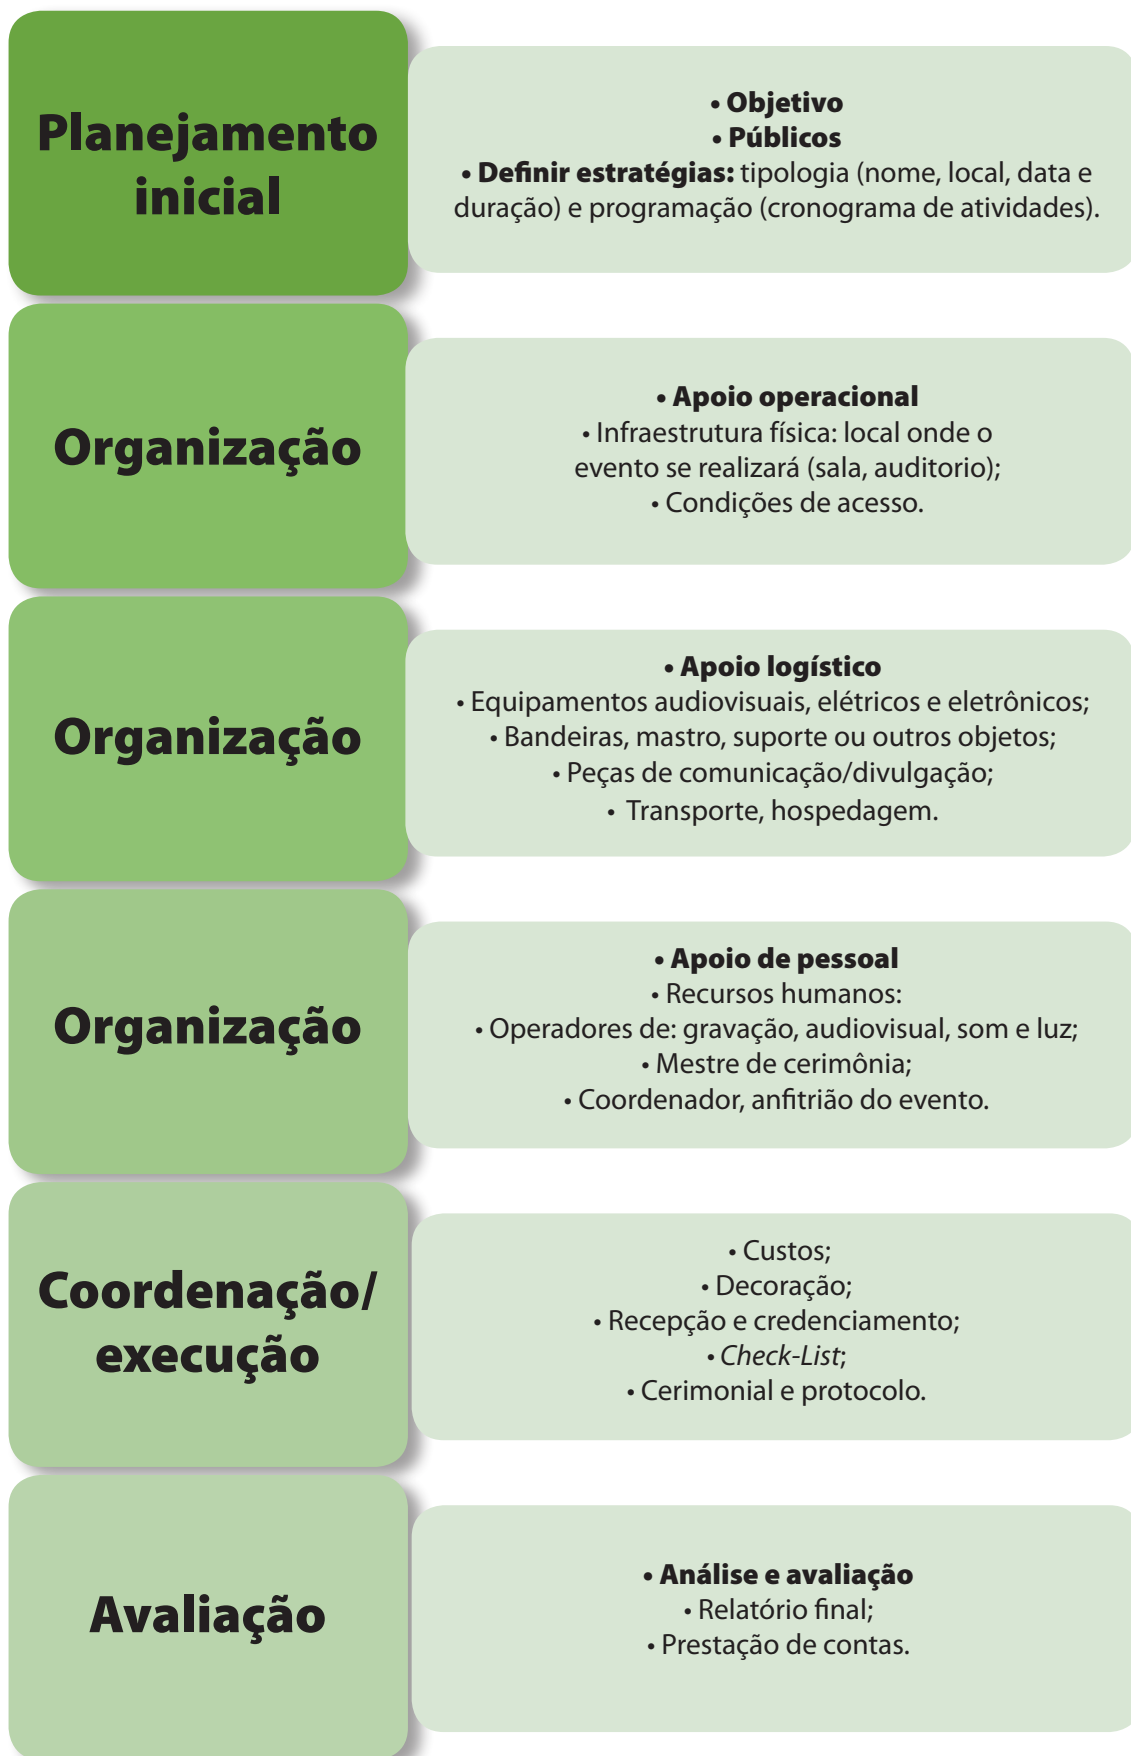 Planejamento
inicial
• Objetivo
• Públicos
• Definir estratégias: tipologia (nome, local, data e
duração) e programação (cronograma de atividades).
Organização
• Apoio operacional
• Infraestrutura física: local onde o
evento se realizará (sala, auditorio);
• Condições de acesso.
Organização
• Apoio logístico
• Equipamentos audiovisuais, elétricos e eletrônicos;
• Bandeiras, mastro, suporte ou outros objetos;
• Peças de comunicação/divulgação;
• Transporte, hospedagem.
Organização
• Apoio de pessoal
• Recursos humanos:
• Operadores de: gravação, audiovisual, som e luz;
• Mestre de cerimônia;
• Coordenador, anfitrião do evento.
Coordenação/
execução
• Custos;
• Decoração;
• Recepção e credenciamento;
• Check-List;
• Cerimonial e protocolo.
Avaliação
• Análise e avaliação
• Relatório final;
• Prestação de contas.